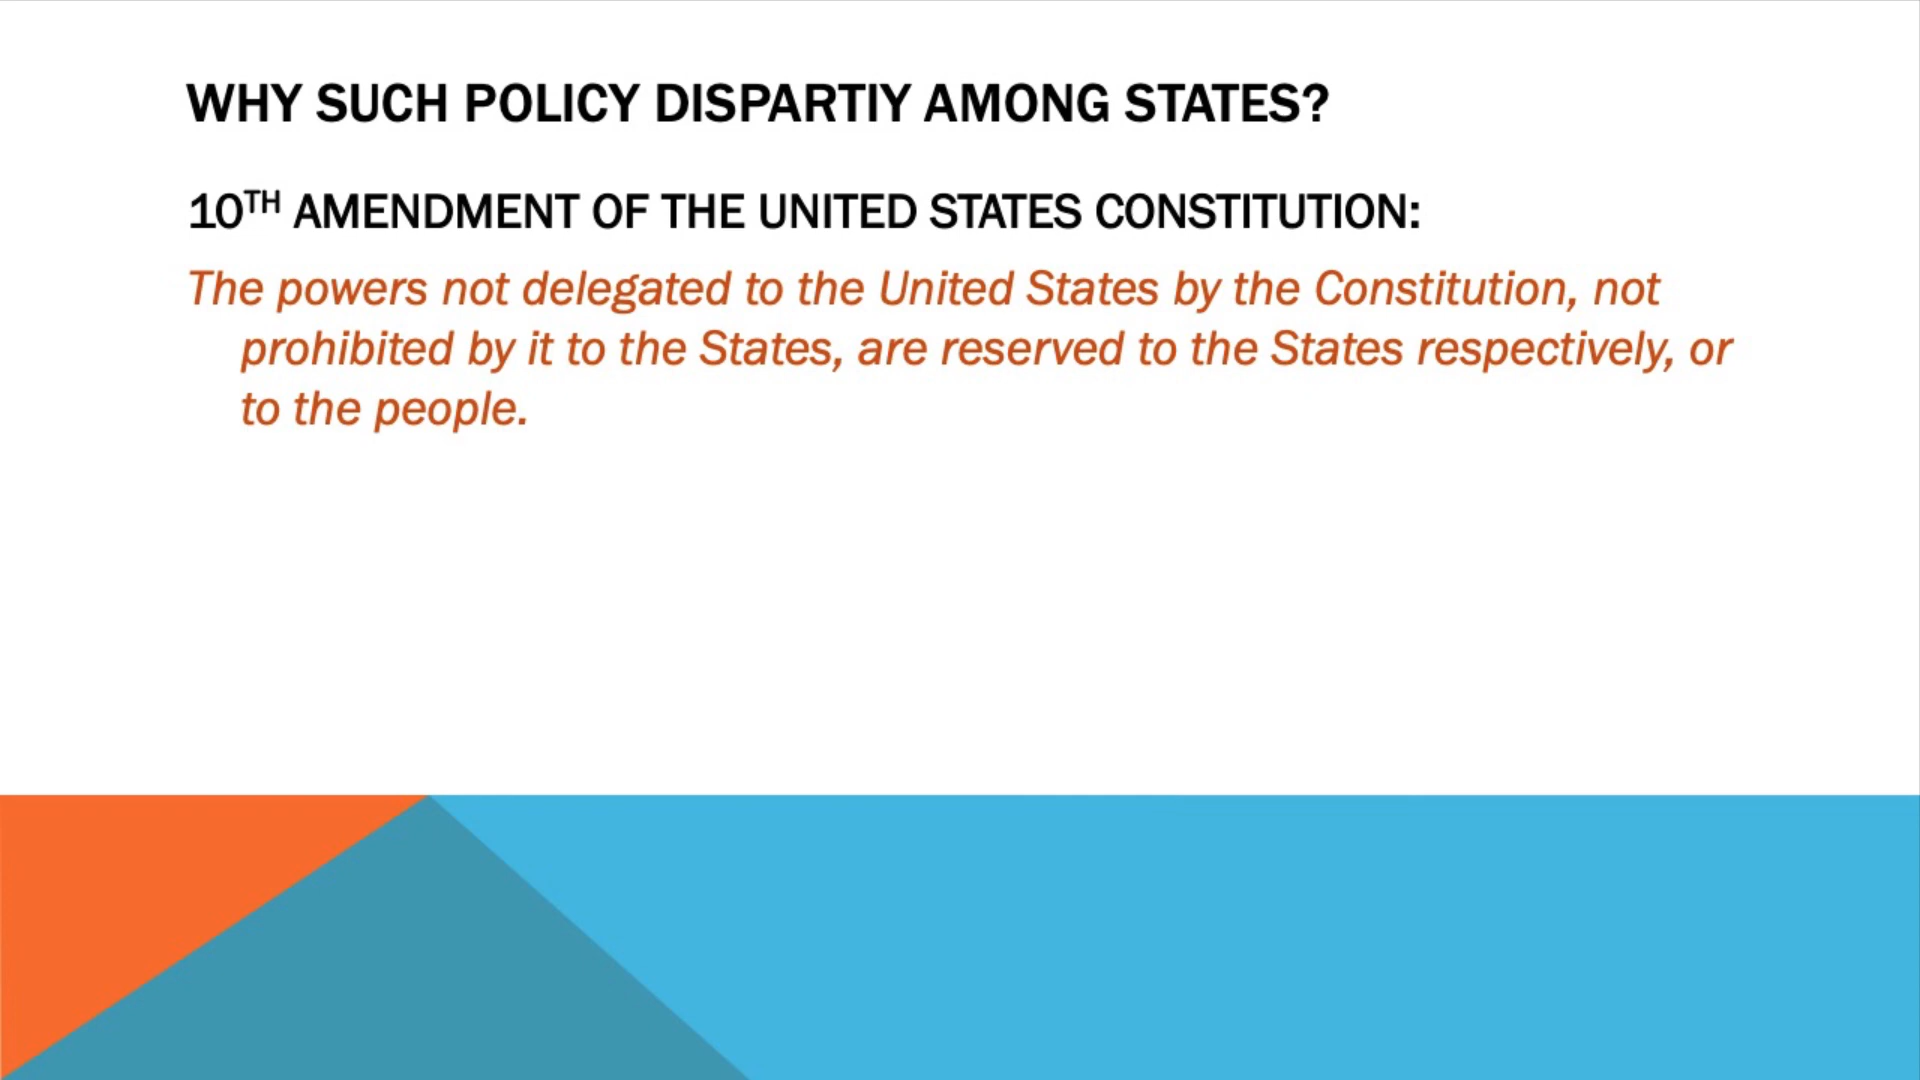 WHY SUCH POLICY DISPARTIY AMONG STATES?
10TH AMENDMENT OF THE UNITED STATES CONSTITUTION:
The powers not delegated to the United States by the Constitution, not
prohibited by it to the States, are reserved to the States respectively, or
to the people.